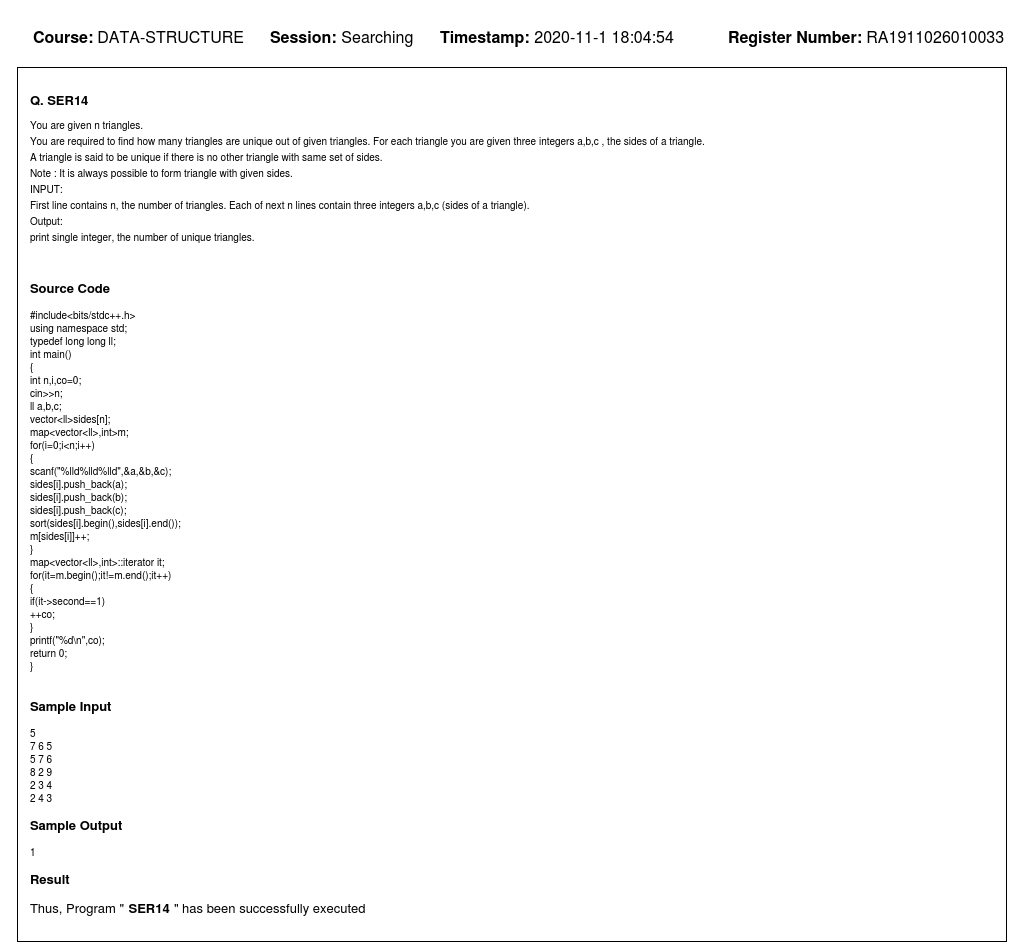 Course: DATA-STRUCTURE Session: Searching Timestamp: 2020-11-1 18:04:54 Register Number: RA1911026010033
Q. SER14
You are given n triangles.
You are required to find how many triangles are unique out of given triangles. For each triangle you are given three integers a,b,c , the sides of a triangle.
A triangle is said to be unique if there is no other triangle with same set of sides.
Note : It is always possible to form triangle with given sides.
INPUT:
First line contains n, the number of triangles. Each of next n lines contain three integers a,b,c (sides of a triangle).
Output:
print single integer, the number of unique triangles.
Source Code
#include<bits/stdc++.h>
using namespace std;
typedef long long ll;
int main()
{
int n,i,co=0;
cin>>n;
ll a,b,c;
vector<ll>sides[n];
map<vector<ll>,int>m;
for(i=0;i<n;i++)
{
scanf("%lld%lld%lld",&a,&b,&c);
sides[i].push_back(a);
sides[i].push_back(b);
sides[i].push_back(c);
sort(sides[i].begin(),sides[i].end());
m[sides[i]]++;
}
map<vector<ll>,int>::iterator it;
for(it=m.begin();it!=m.end();it++)
{
if(it->second==1)
++co;
}
printf("%d\n",co);
return 0;
}
Sample Input
5
7 6 5
5 7 6
8 2 9
2 3 4
2 4 3
Sample Output
1
Result
Thus, Program " SER14 " has been successfully executed